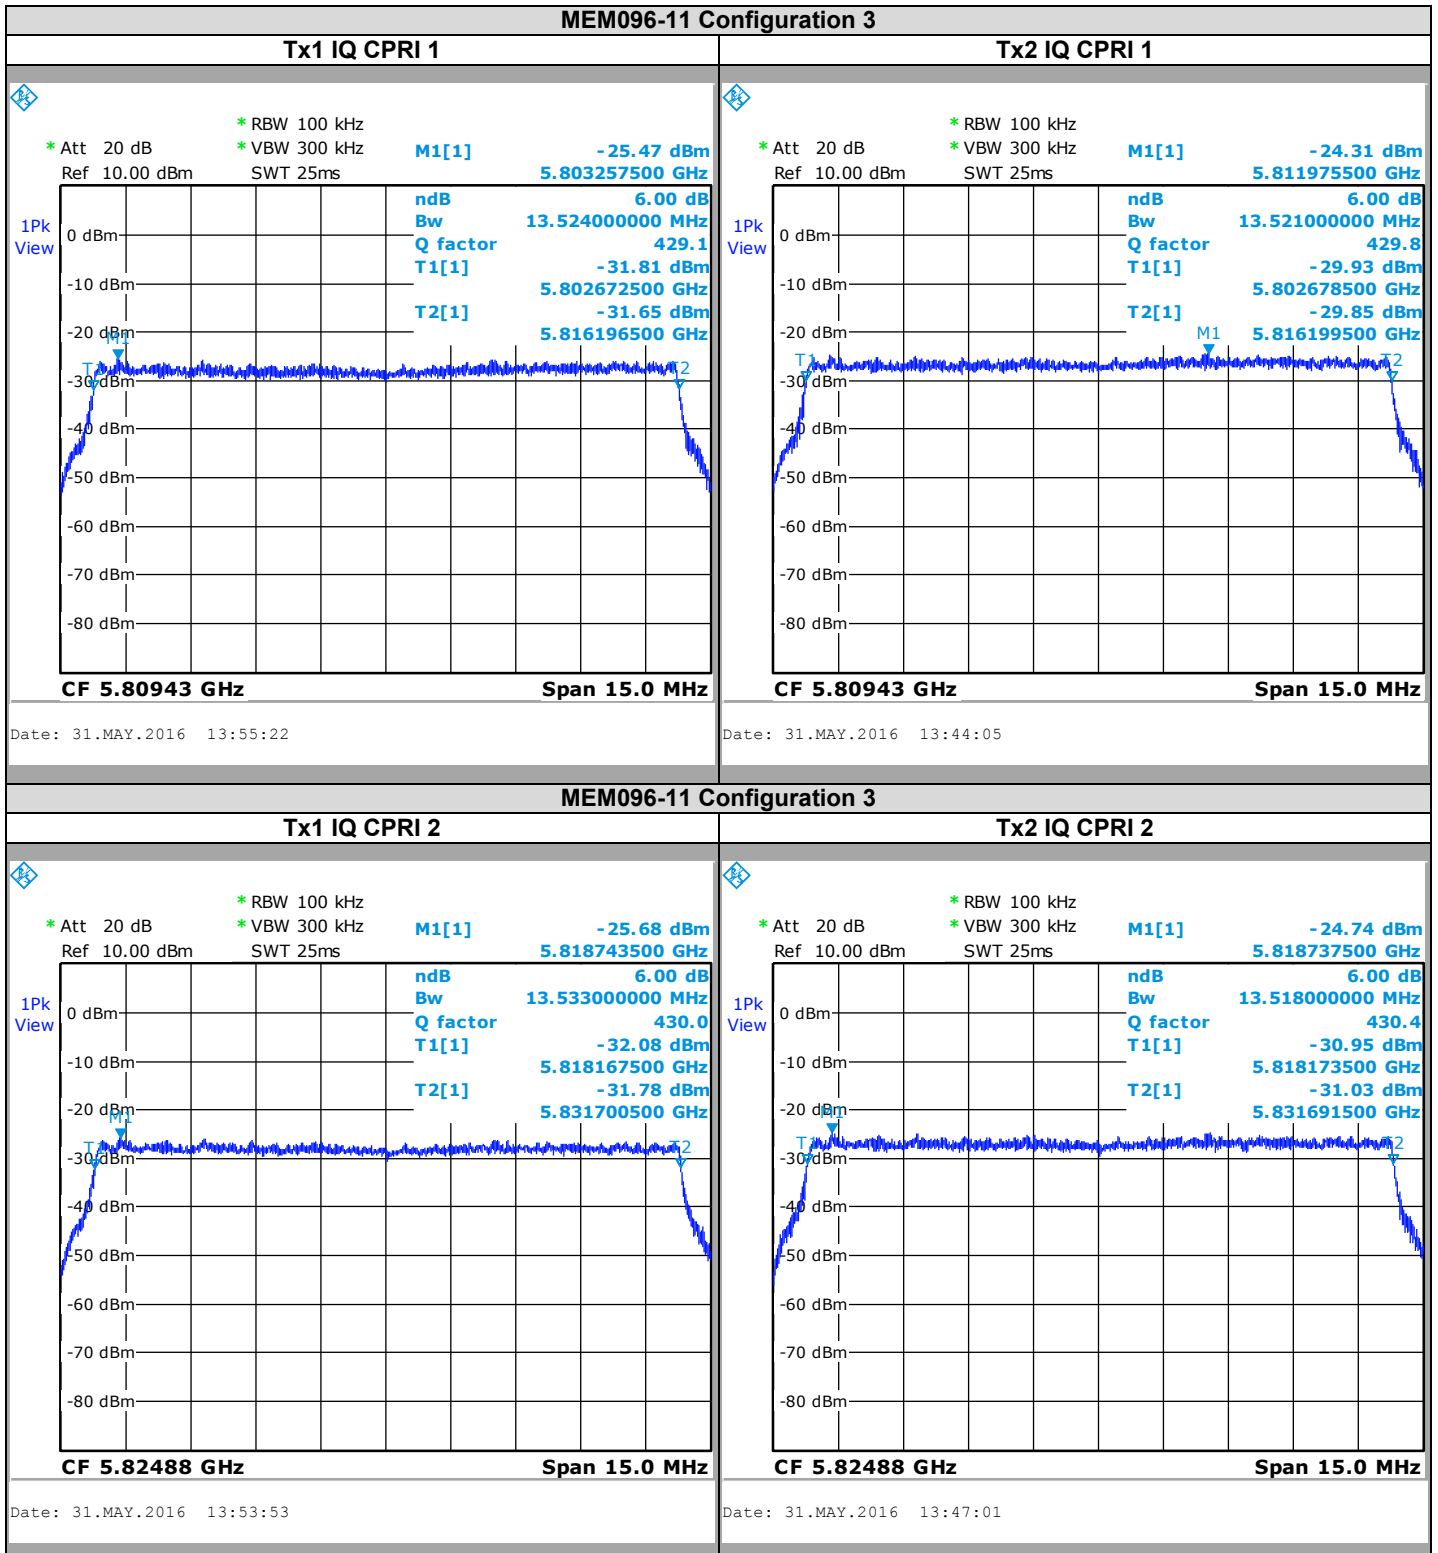 MEM096-11 Configuration 3
Tx1 IQ CPRI 1
Tx2 IQ CPRI 1
* RBW 100 kHz
* Att 20 dB * VBW 300 kHz M1[1] -25.47 dBm
Ref 10.00 dBm SWT 25ms 5.803257500 GHz
ndB 6.00 dB
1Pk Bw 13.524000000 MHz
View 0 dBm Q factor 429.1
T1[1] -31.81 dBm
-10 dBm 5.802672500 GHz
T2[1] -31.65 dBm
-20 dBm 5.816196500 GHz
M1
T1 T2
-30 dBm
-40 dBm
-50 dBm
-60 dBm
-70 dBm
-80 dBm
CF 5.80943 GHz Span 15.0 MHz
Date: 31.MAY.2016 13:55:22
* RBW 100 kHz
* Att 20 dB * VBW 300 kHz M1[1] -24.31 dBm
Ref 10.00 dBm SWT 25ms 5.811975500 GHz
ndB 6.00 dB
1Pk Bw 13.521000000 MHz
View 0 dBm Q factor 429.8
T1[1] -29.93 dBm
-10 dBm 5.802678500 GHz
T2[1] -29.85 dBm
-20 dBm M1 5.816199500 GHz
T1 T2
-30 dBm
-40 dBm
-50 dBm
-60 dBm
-70 dBm
-80 dBm
CF 5.80943 GHz Span 15.0 MHz
Date: 31.MAY.2016 13:44:05
MEM096-11 Configuration 3
Tx1 IQ CPRI 2
Tx2 IQ CPRI 2
* RBW 100 kHz
* Att 20 dB * VBW 300 kHz M1[1] -25.68 dBm
Ref 10.00 dBm SWT 25ms 5.818743500 GHz
ndB 6.00 dB
1Pk Bw 13.533000000 MHz
View 0 dBm Q factor 430.0
T1[1] -32.08 dBm
-10 dBm 5.818167500 GHz
T2[1] -31.78 dBm
-20 dBm 5.831700500 GHz
M1
T1 T2
-30 dBm
-40 dBm
-50 dBm
-60 dBm
-70 dBm
-80 dBm
CF 5.82488 GHz Span 15.0 MHz
Date: 31.MAY.2016 13:53:53
* RBW 100 kHz
* Att 20 dB * VBW 300 kHz M1[1] -24.74 dBm
Ref 10.00 dBm SWT 25ms 5.818737500 GHz
ndB 6.00 dB
1Pk Bw 13.518000000 MHz
View 0 dBm Q factor 430.4
T1[1] -30.95 dBm
-10 dBm 5.818173500 GHz
T2[1] -31.03 dBm
-20 dBm 5.831691500 GHz
M1
T1 T2
-30 dBm
-40 dBm
-50 dBm
-60 dBm
-70 dBm
-80 dBm
CF 5.82488 GHz Span 15.0 MHz
Date: 31.MAY.2016 13:47:01